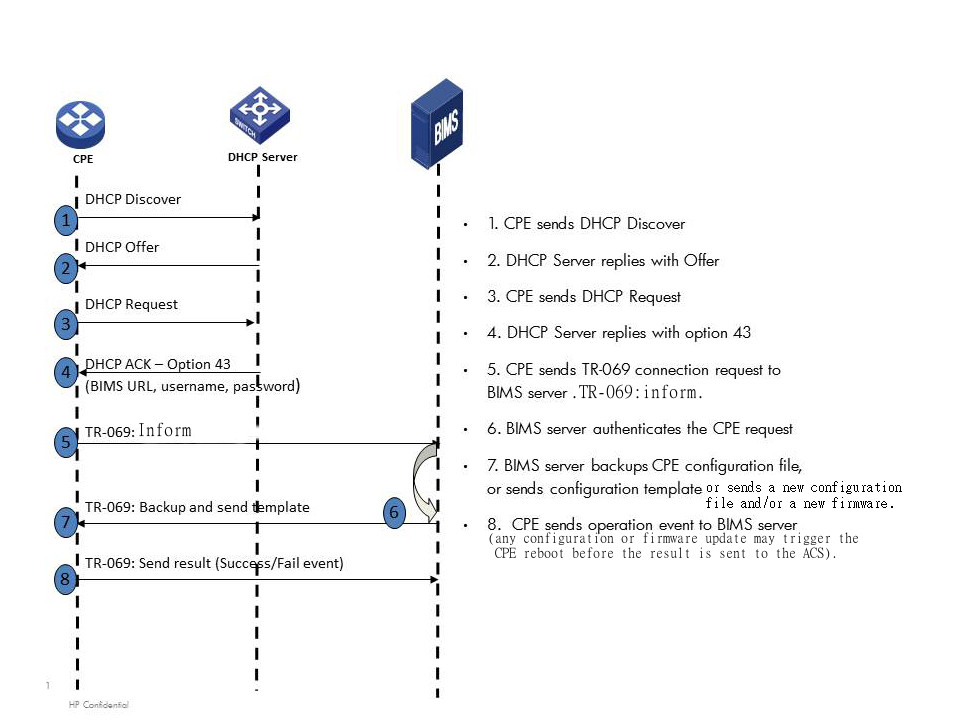 SWITCH
BIMS
CPE
DHCP Server
DHCP Discover
1
DHCP Offer
2
DHCP Request
3
DHCP ACK – Option 43
4
(BIMS URL, username, password)
TR-069: Inform
5
6
TR-069: Backup and send template
7
TR-069: Send result (Success/Fail event)
8
• 1. CPE sends DHCP Discover
• 2. DHCP Server replies with Offer
• 3. CPE sends DHCP Request
• 4. DHCP Server replies with option 43
• 5. CPE sends TR-069 connection request to
BIMS server .TR-069:inform.
• 6. BIMS server authenticates the CPE request
• 7. BIMS server backups CPE configuration file,
or sends configuration template or sends a new configuration
file and/or a new firmware.
• 8. CPE sends operation event to BIMS server
(any configuration or firmware update may trigger the
CPE reboot before the result is sent to the ACS).
1
HP Confidential